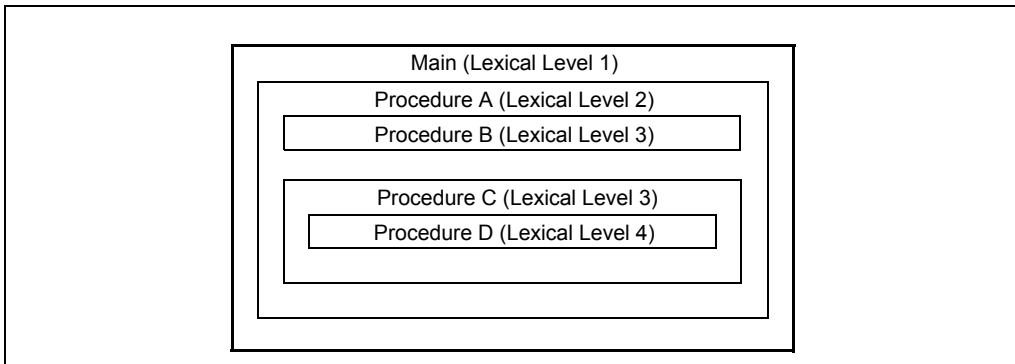 Main (Lexical Level 1)
Procedure A (Lexical Level 2)
Procedure B (Lexical Level 3)
Procedure C (Lexical Level 3)
Procedure D (Lexical Level 4)